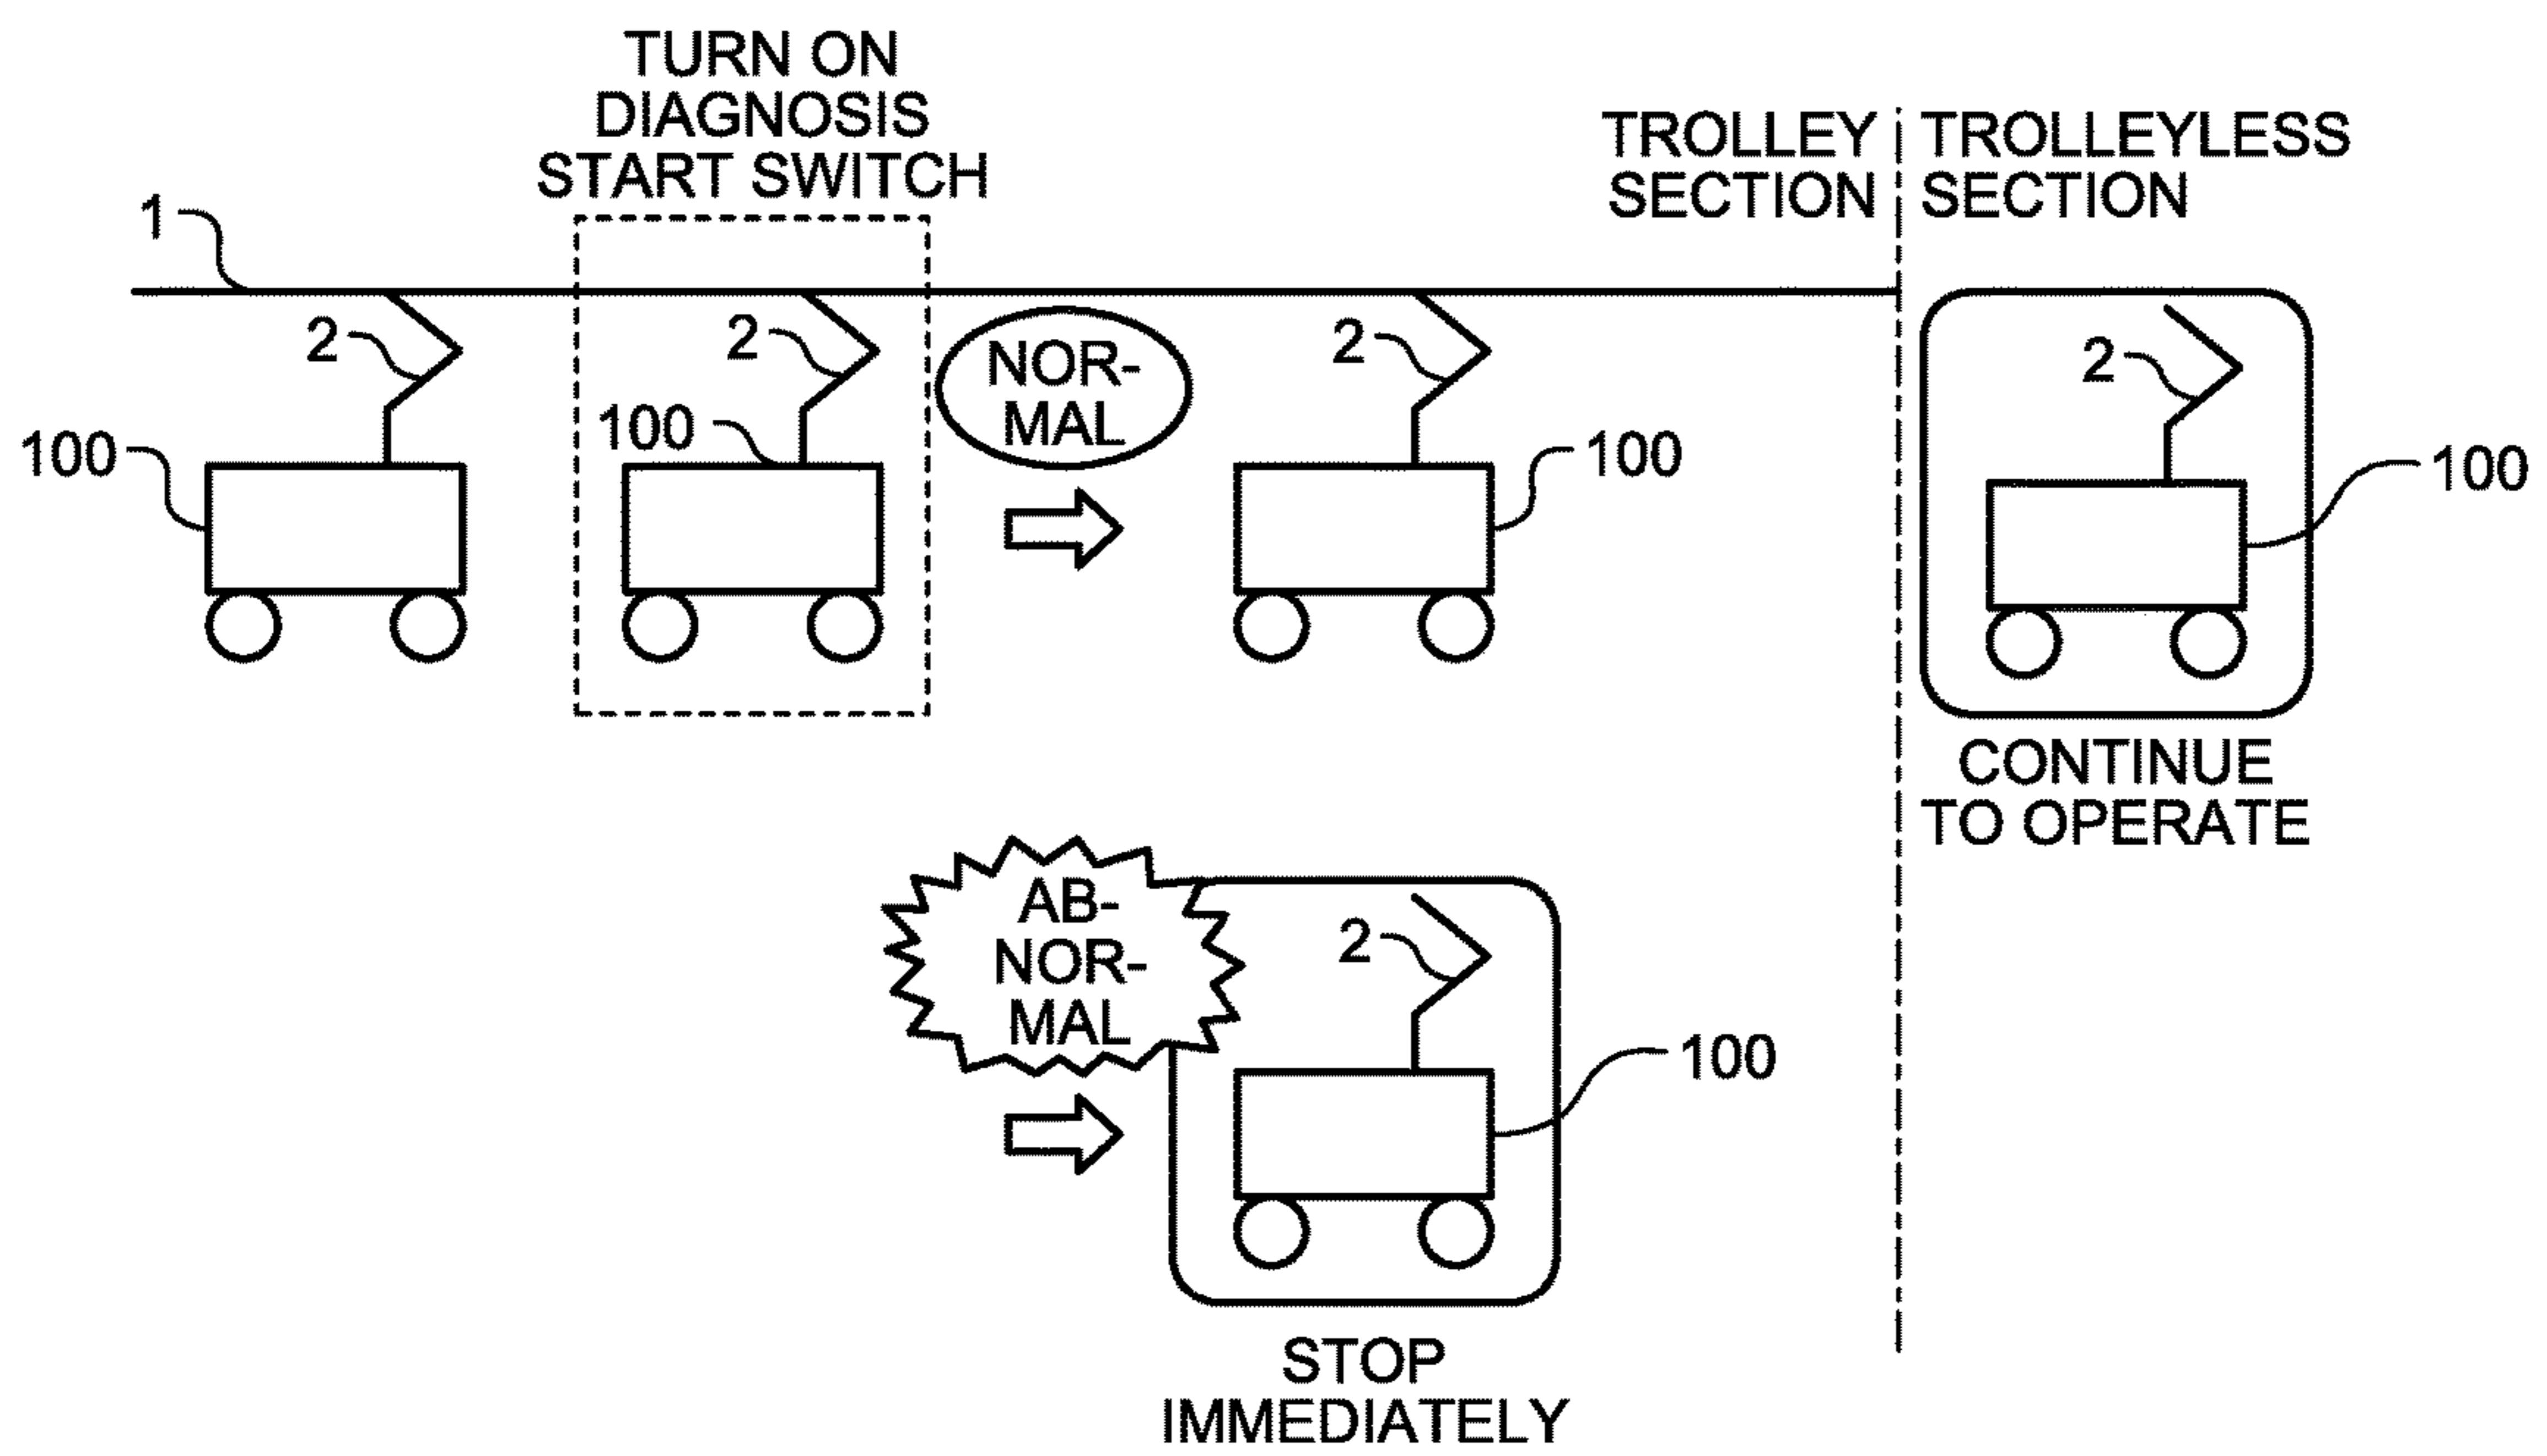 TURN ON
DIAGNOSIS
START SWITCH
TROLLEY
SECTION
TROLLEYLESS
SECTION
1
2
2
2
2
NOR-
MAL
100
100
100
100
CONTINUE
TO OPERATE
AB-
NOR-
MAL
2
100
STOP
IMMEDIATELY